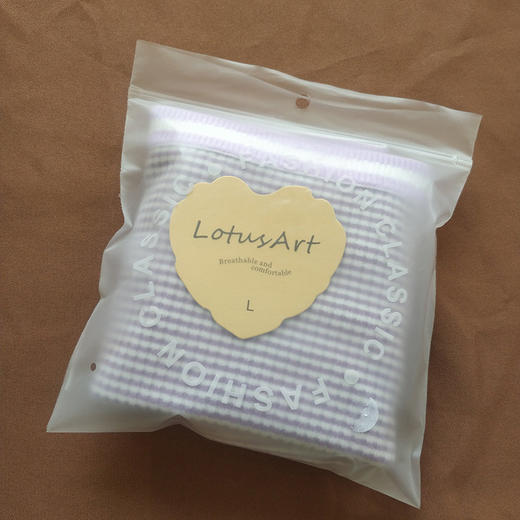 FASHION CLASSIC • FASHION CLASSIC
LotusArt
Breathable and
comfortable
L